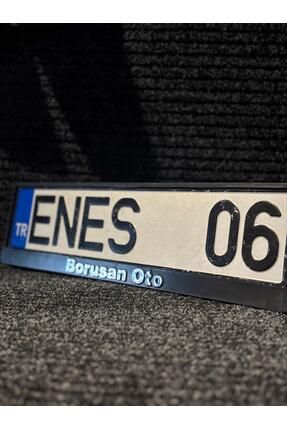 TR ENES 06
Borusan Oto